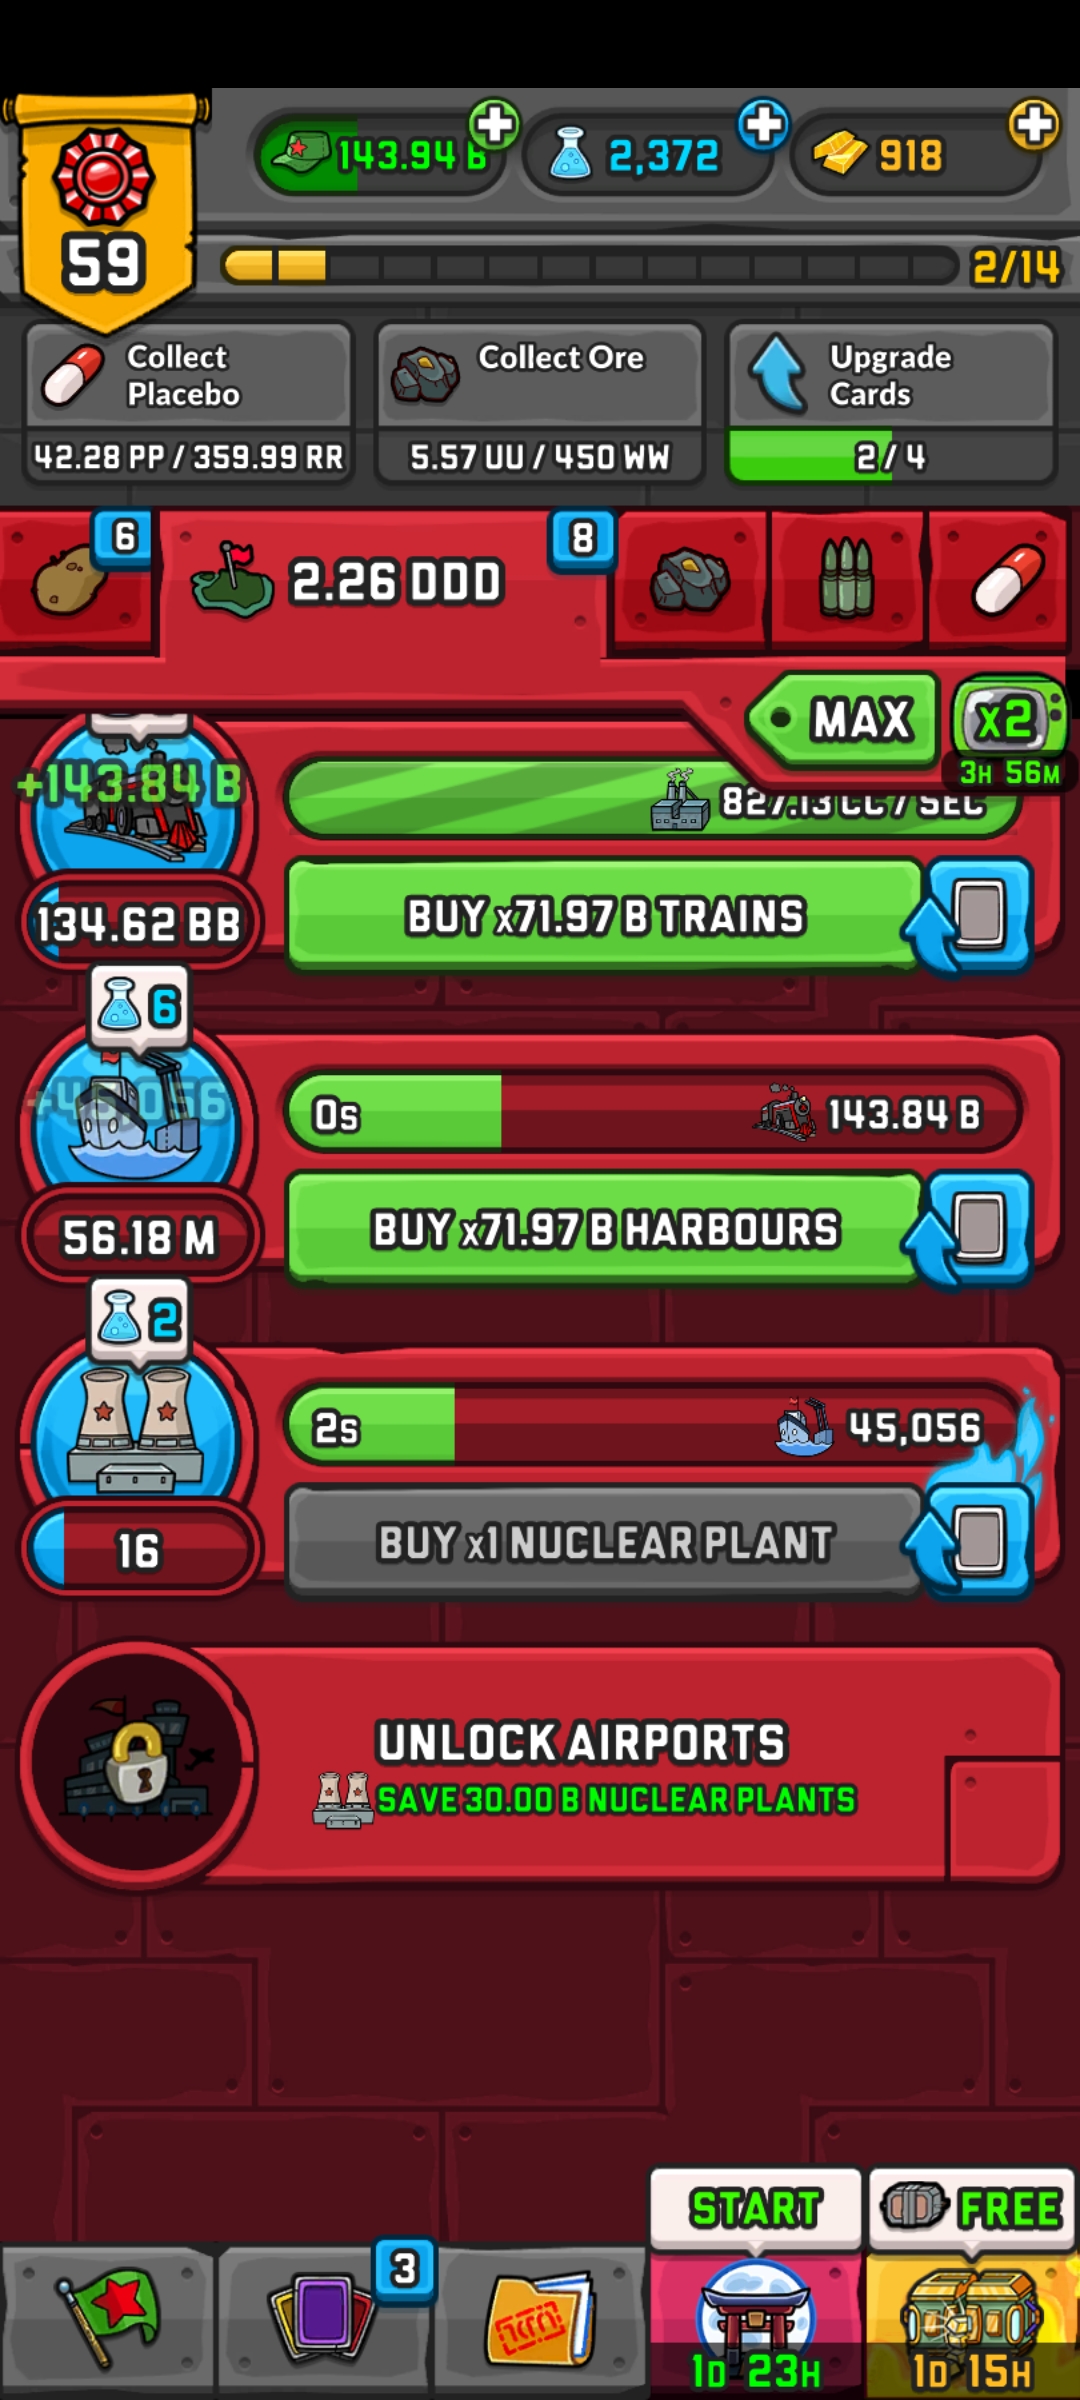 59
143.94 B
2,372
918
2/14
Collect
Placebo
42.28 PP / 359.99 RR
Collect Ore
5.57 UU / 450 WW
Upgrade
Cards
2/4
6
2.26 DDD
8
MAX
x2
3H 56M
+143.84 B
827.13 CC / SEC
134.62 BB
BUY x71.97 B TRAINS
6
+45,056
0s
143.84 B
56.18 M
BUY x71.97 B HARBOURS
2
2s
45,056
16
BUY x1 NUCLEAR PLANT
UNLOCK AIRPORTS
SAVE 30.00 B NUCLEAR PLANTS
START
FREE
3
1D 23H
1D 15H